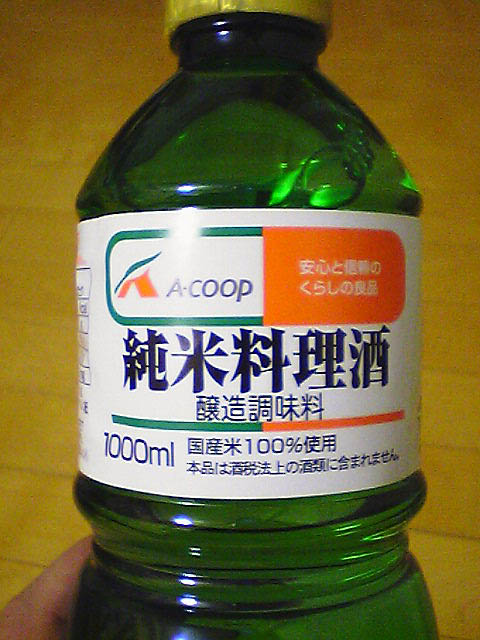 A·COOP
安心と信頼の
くらしの良品
純米料理酒
醸造調味料
1000ml
国産米100%使用
本品は酒税法上の酒類に含まれません。